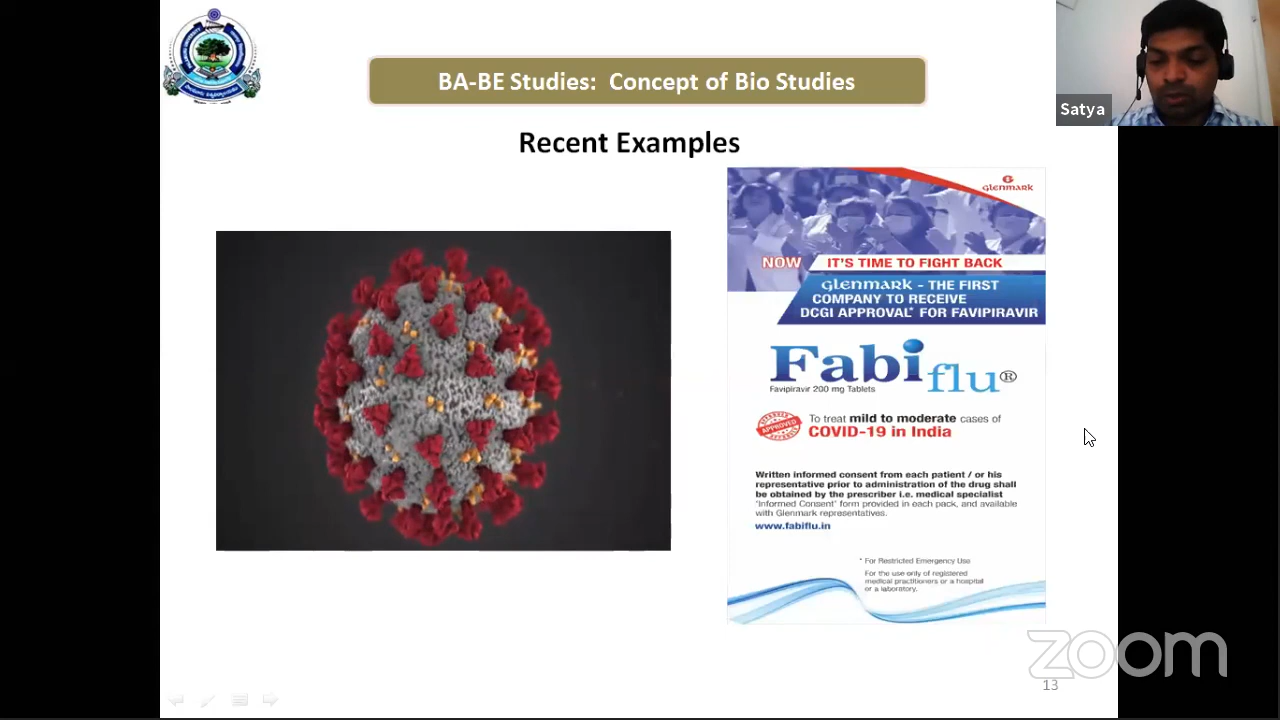 BA-BE Studies: Concept of Bio Studies
Satya
Recent Examples
Glenmark
NOW IT'S TIME TO FIGHT BACK
Glenmark - THE FIRST
COMPANY TO RECEIVE
DCGI APPROVAL* FOR FAVIPIRAVIR
Fabiflu®
Favipiravir 200 mg Tablets
APPROVED
To treat mild to moderate cases of
COVID-19 in India
Written informed consent from each patient / or his
representative prior to administration of the drug shall
be obtained by the prescriber i.e. medical specialist
'Informed Consent' form provided in each pack, and available
with Glenmark representatives.
www.fabiflu.in
* For Restricted Emergency Use
For the use only of registered
medical practitioners or a hospital
or a laboratory.
zoom
13